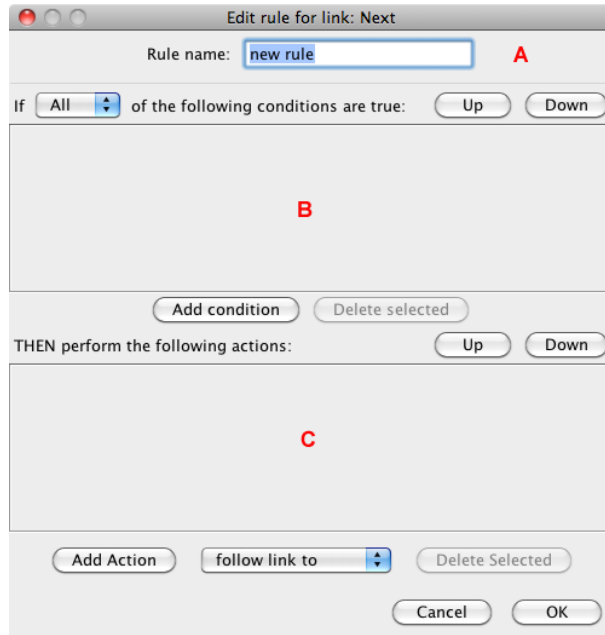 Edit rule for link: Next
Rule name: new rule A
If All of the following conditions are true: Up Down
B
Add condition Delete selected
THEN perform the following actions: Up Down
C
Add Action follow link to Delete Selected
Cancel OK